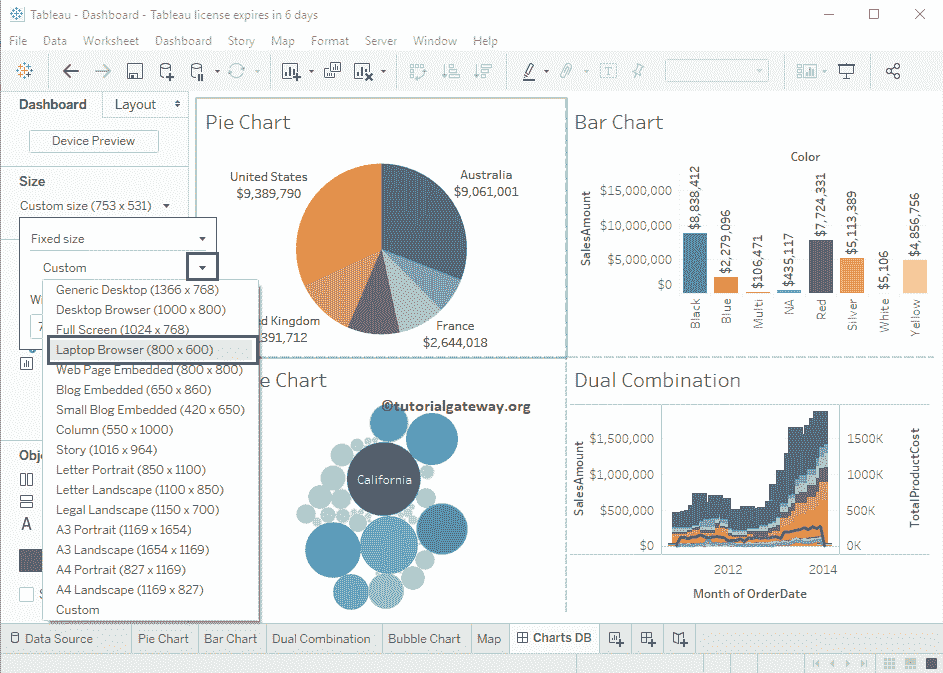 Tableau - Dashboard - Tableau license expires in 6 days
File Data Worksheet Dashboard Story Map Format Server Window Help
Dashboard Layout
Device Preview
Size
Custom size (753 x 531)
Fixed size
Custom
Generic Desktop (1366 x 768)
Desktop Browser (1000 x 800)
Full Screen (1024 x 768)
Laptop Browser (800 x 600)
Web Page Embedded (800 x 800)
Blog Embedded (650 x 860)
Small Blog Embedded (420 x 650)
Column (550 x 1000)
Story (1016 x 964)
Letter Portrait (850 x 1100)
Letter Landscape (1100 x 850)
Legal Landscape (1150 x 700)
A3 Portrait (1169 x 1654)
A3 Landscape (1654 x 1169)
A4 Portrait (827 x 1169)
A4 Landscape (1169 x 827)
Custom
Obj
A
Pie Chart
United States
$9,389,790
Australia
$9,061,001
d Kingdom
391,712
France
$2,644,018
Bar Chart
Color
SalesAmount
$15,000,000
$10,000,000
$5,000,000
$0
$8,838,412
$2,279,096
$106,471
$435,117
$7,724,331
$5,113,389
$5,106
$4,856,756
Black
Blue
Multi
NA
Red
Silver
White
Yellow
e Chart
©tutorialgateway.org
California
Dual Combination
SalesAmount
$1,500,000
$1,000,000
$500,000
$0
1500K
1000K
500K
0K
TotalProductCost
2012 2014
Month of OrderDate
Data Source Pie Chart Bar Chart Dual Combination Bubble Chart Map Charts DB